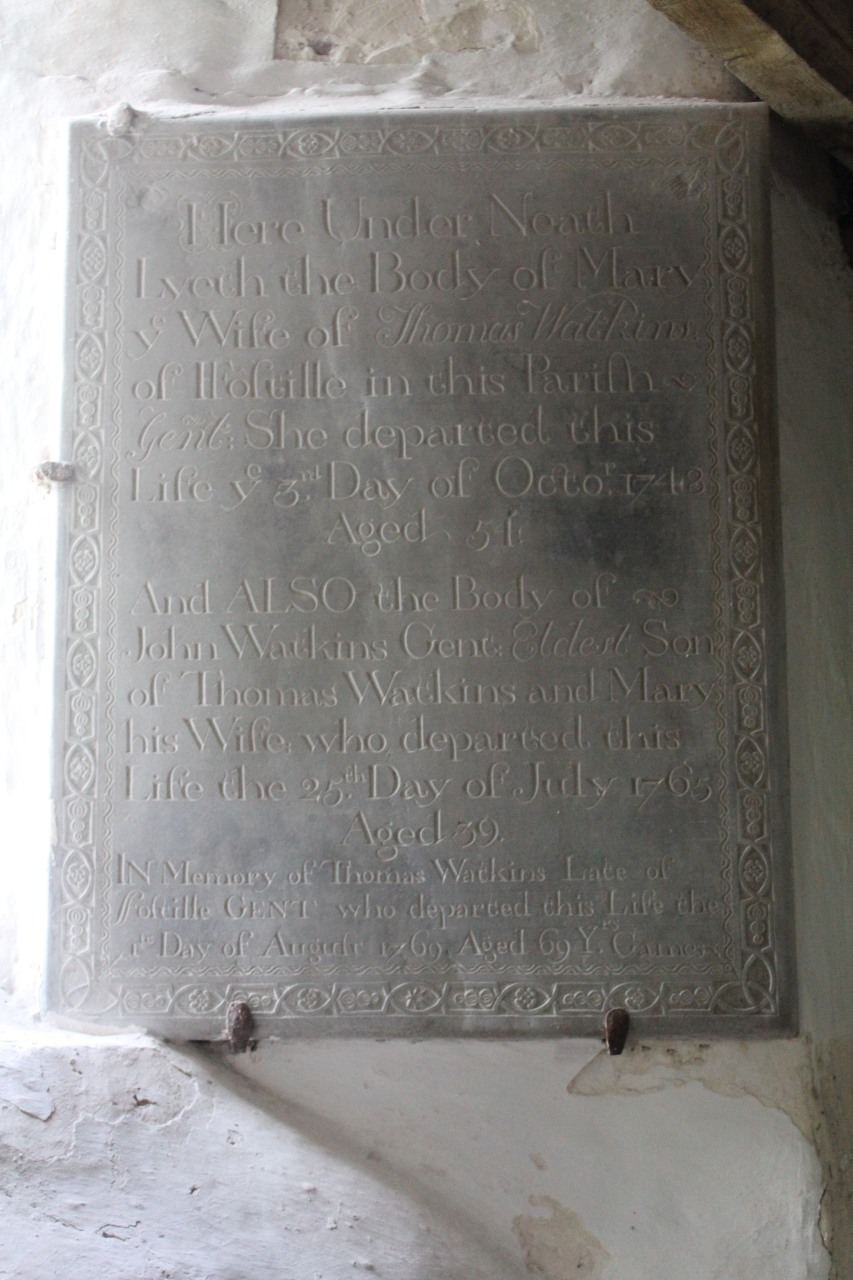 Here Under Neath
Lyeth the Body of Mary
yᵉ Wife of Thomas Watkins
of Ffoſtille in this Pariſh
Genᵗ: She departed this
Life yᵉ 3ʳᵈ Day of Octoʳ. 1748
Aged 54:
And ALSO the Body of
John Watkins Gent: Eldest Son
of Thomas Watkins and Mary
his Wife, who departed this
Life the 25ᵗʰ Day of July 1765
Aged 39.
IN Memory of Thomas Watkins Late of
ffoſtille GENT who departed this Life the
1ˢᵗ Day of Auguſt 1769, Aged 69 Yʳˢ Games